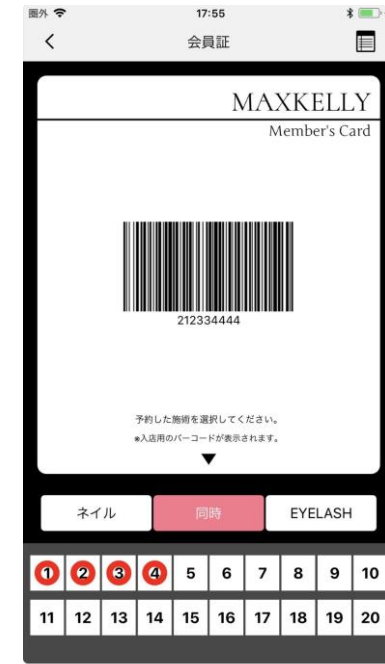 圏外 17:55
会員証
MAXKELLY
Member's Card
212334444
予約した施術を選択してください。
※入店用のバーコードが表示されます。
ネイル 同時 EYELASH
1 2 3 4 5 6 7 8 9 10
11 12 13 14 15 16 17 18 19 20